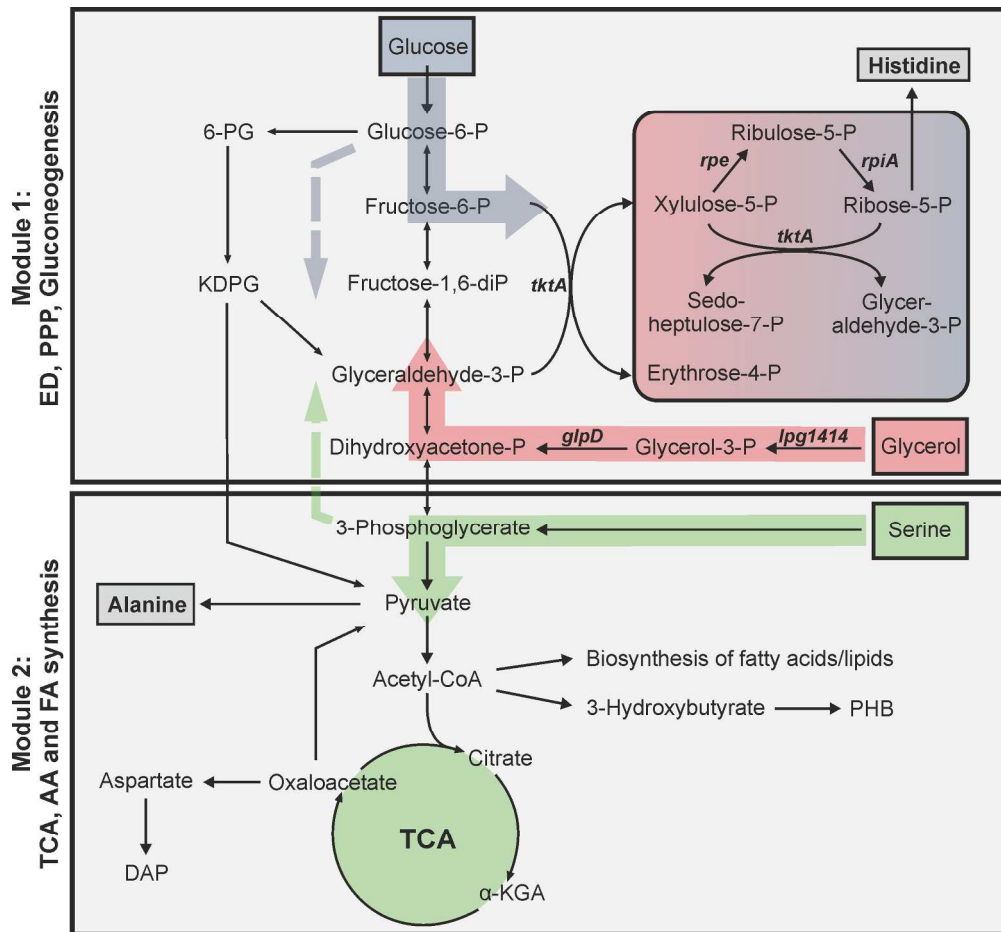 Module 1:
ED, PPP, Gluconeogenesis
Glucose
Histidine
6-PG
Glucose-6-P
Ribulose-5-P
rpe
rpiA
Fructose-6-P
Xylulose-5-P
Ribose-5-P
tktA
KDPG
Fructose-1,6-diP
tktA
Sedo-
heptulose-7-P
Glycer-
aldehyde-3-P
Glyceraldehyde-3-P
Erythrose-4-P
Dihydroxyacetone-P
glpD
Glycerol-3-P
lpg1414
Glycerol
Module 2:
TCA, AA and FA synthesis
3-Phosphoglycerate
Serine
Alanine
Pyruvate
Acetyl-CoA
Biosynthesis of fatty acids/lipids
3-Hydroxybutyrate
PHB
Citrate
Aspartate
Oxaloacetate
TCA
DAP
α-KGA